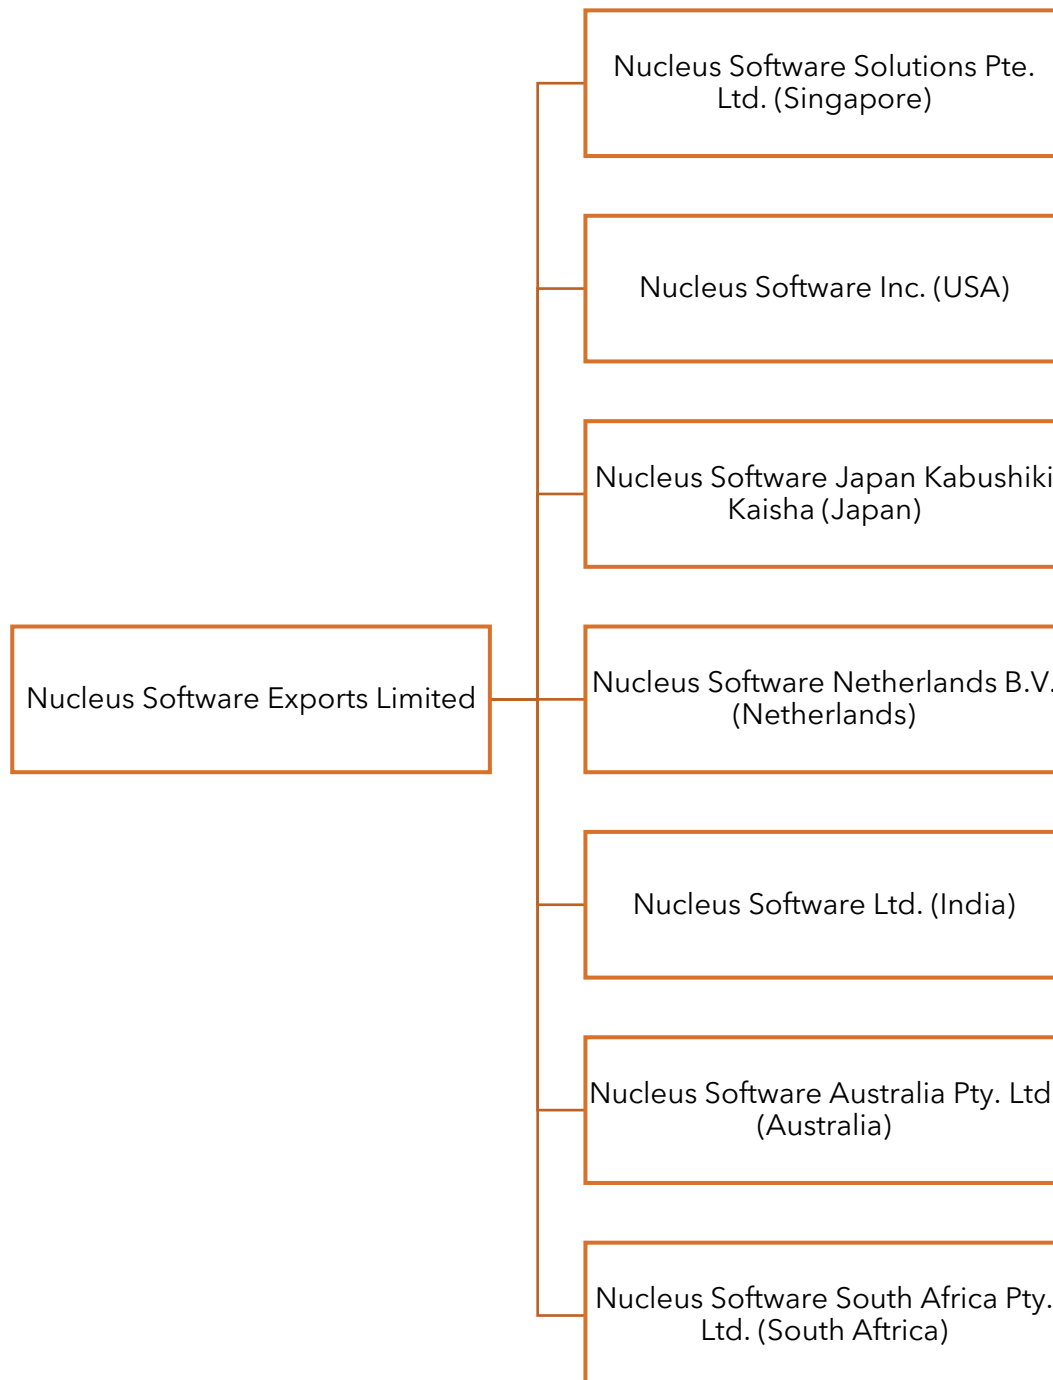 Nucleus Software Solutions Pte.
Ltd. (Singapore)
Nucleus Software Inc. (USA)
Nucleus Software Japan Kabushiki
Kaisha (Japan)
Nucleus Software Exports Limited
Nucleus Software Netherlands B.V.
(Netherlands)
Nucleus Software Ltd. (India)
Nucleus Software Australia Pty. Ltd
(Australia)
Nucleus Software South Africa Pty.
Ltd. (South Aftrica)